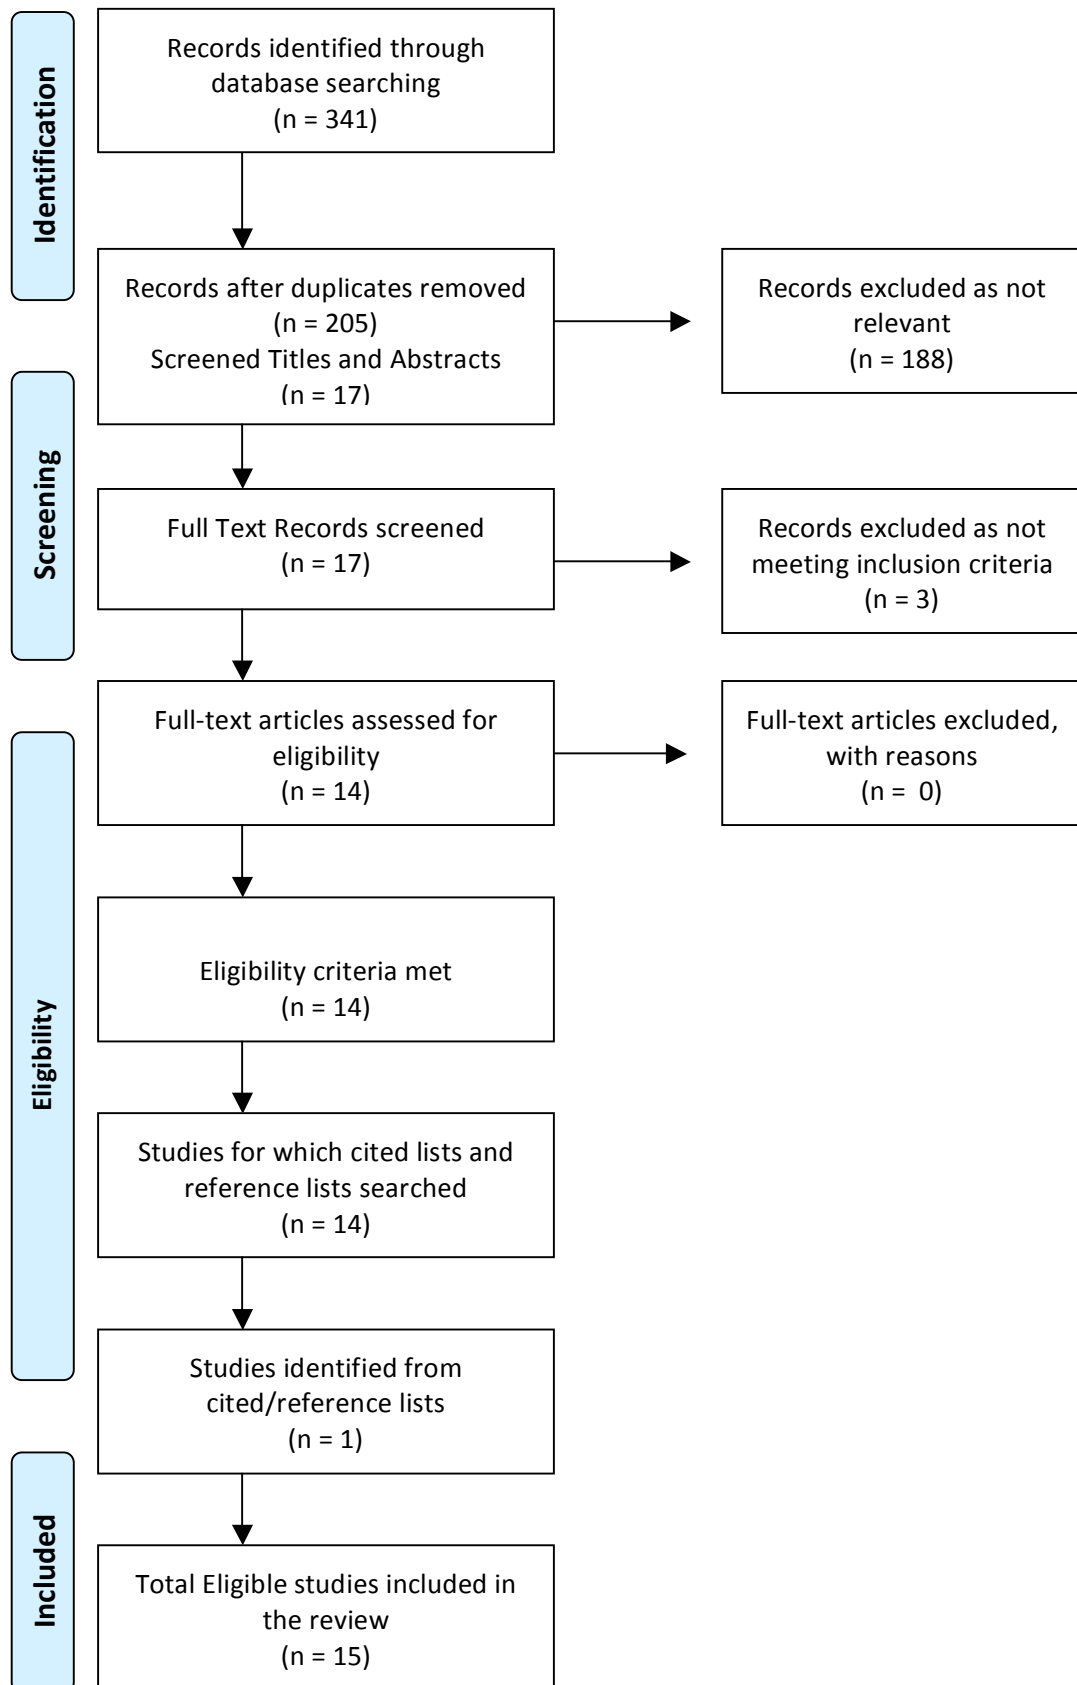 Identification
Records identified through
database searching
(n = 341)
Records after duplicates removed
(n = 205)
Screened Titles and Abstracts
(n = 17)
Records excluded as not
relevant
(n = 188)
Screening
Full Text Records screened
(n = 17)
Records excluded as not
meeting inclusion criteria
(n = 3)
Full-text articles assessed for
eligibility
(n = 14)
Full-text articles excluded,
with reasons
(n =  0)
Eligibility
Eligibility criteria met
(n = 14)
Studies for which cited lists and
reference lists searched
(n = 14)
Studies identified from
cited/reference lists
(n = 1)
Included
Total Eligible studies included in
the review
(n = 15)